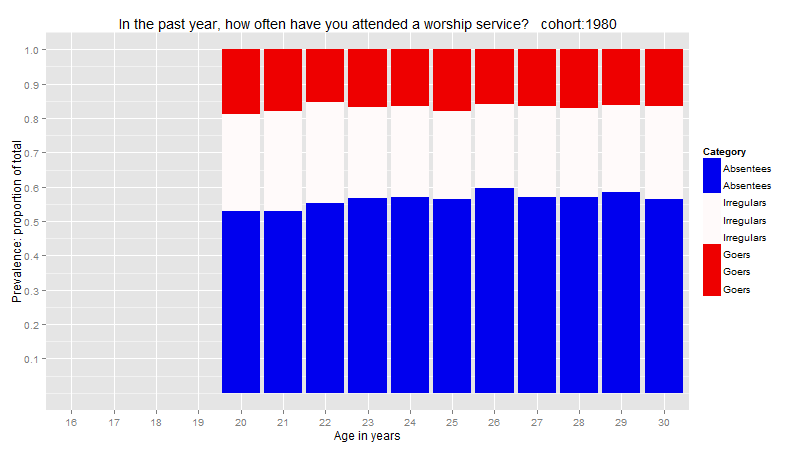 In the past year, how often have you attended a worship service?   cohort:1980
Prevalence: proportion of total
1.0
0.9
0.8
0.7
0.6
0.5
0.4
0.3
0.2
0.1
16 17 18 19 20 21 22 23 24 25 26 27 28 29 30
Age in years
Category
Absentees
Absentees
Irregulars
Irregulars
Irregulars
Goers
Goers
Goers